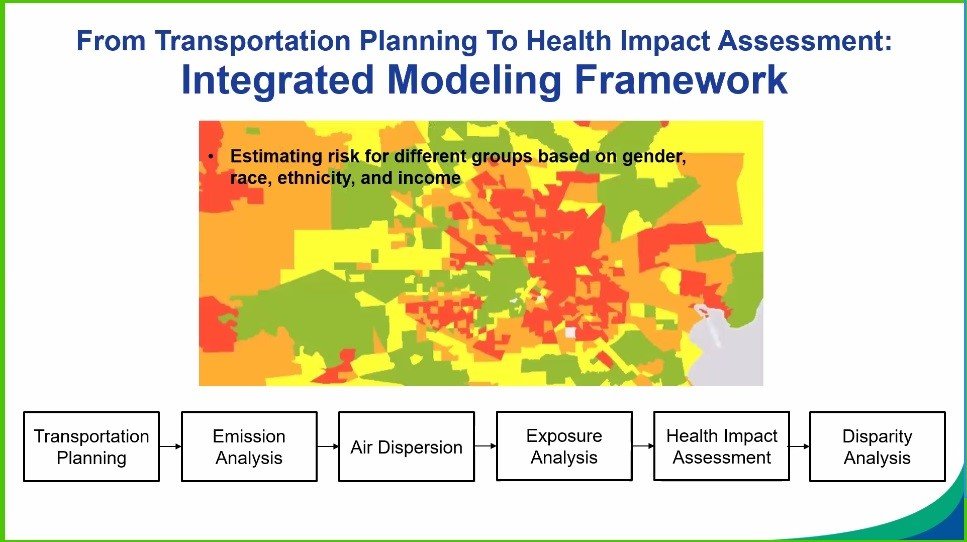 From Transportation Planning To Health Impact Assessment:
Integrated Modeling Framework
• Estimating risk for different groups based on gender,
race, ethnicity, and income
Transportation
Planning
Emission
Analysis
Air Dispersion
Exposure
Analysis
Health Impact
Assessment
Disparity
Analysis